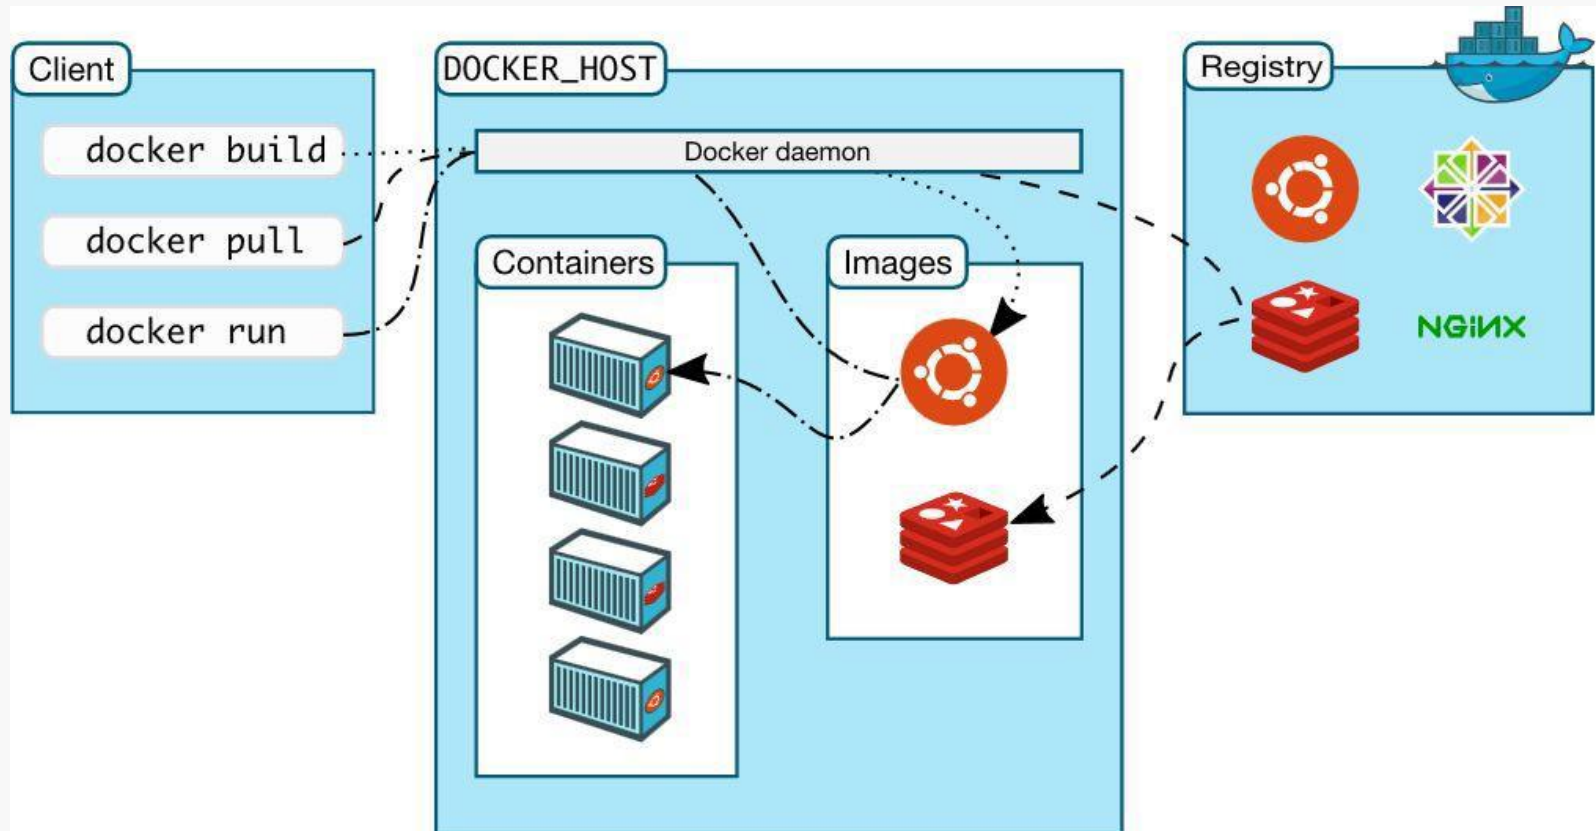 Client
docker build
docker pull
docker run
DOCKER_HOST
Docker daemon
Containers
Images
Registry
NGiNX